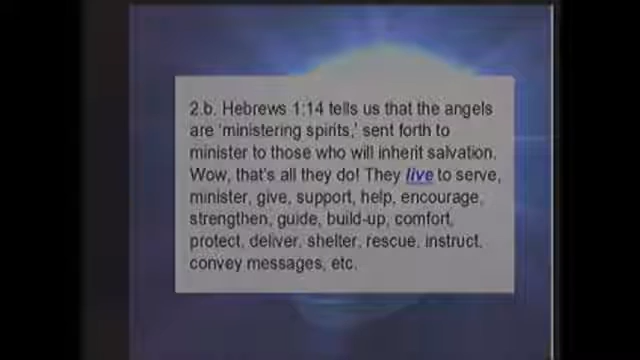 2.b. Hebrews 1:14 tells us that the angels
are 'ministering spirits,' sent forth to
minister to those who will inherit salvation.
Wow, that's all they do! They live to serve,
minister, give, support, help, encourage,
strengthen, guide, build-up, comfort,
protect, deliver, shelter, rescue, instruct,
convey messages, etc.